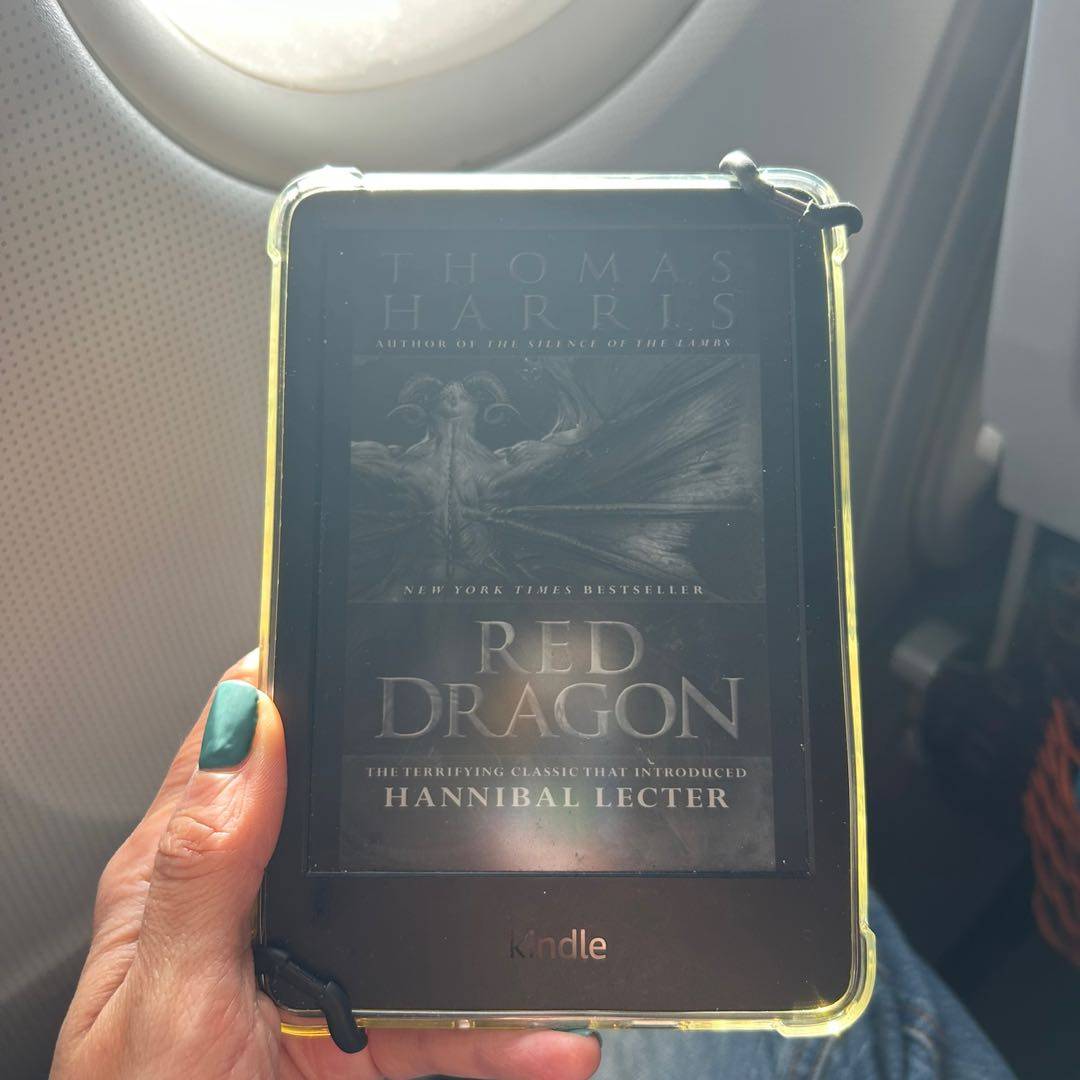 THOMAS
HARRIS
AUTHOR OF THE SILENCE OF THE LAMBS
NEW YORK TIMES BESTSELLER
RED
DRAGON
THE TERRIFYING CLASSIC THAT INTRODUCED
HANNIBAL LECTER
kindle